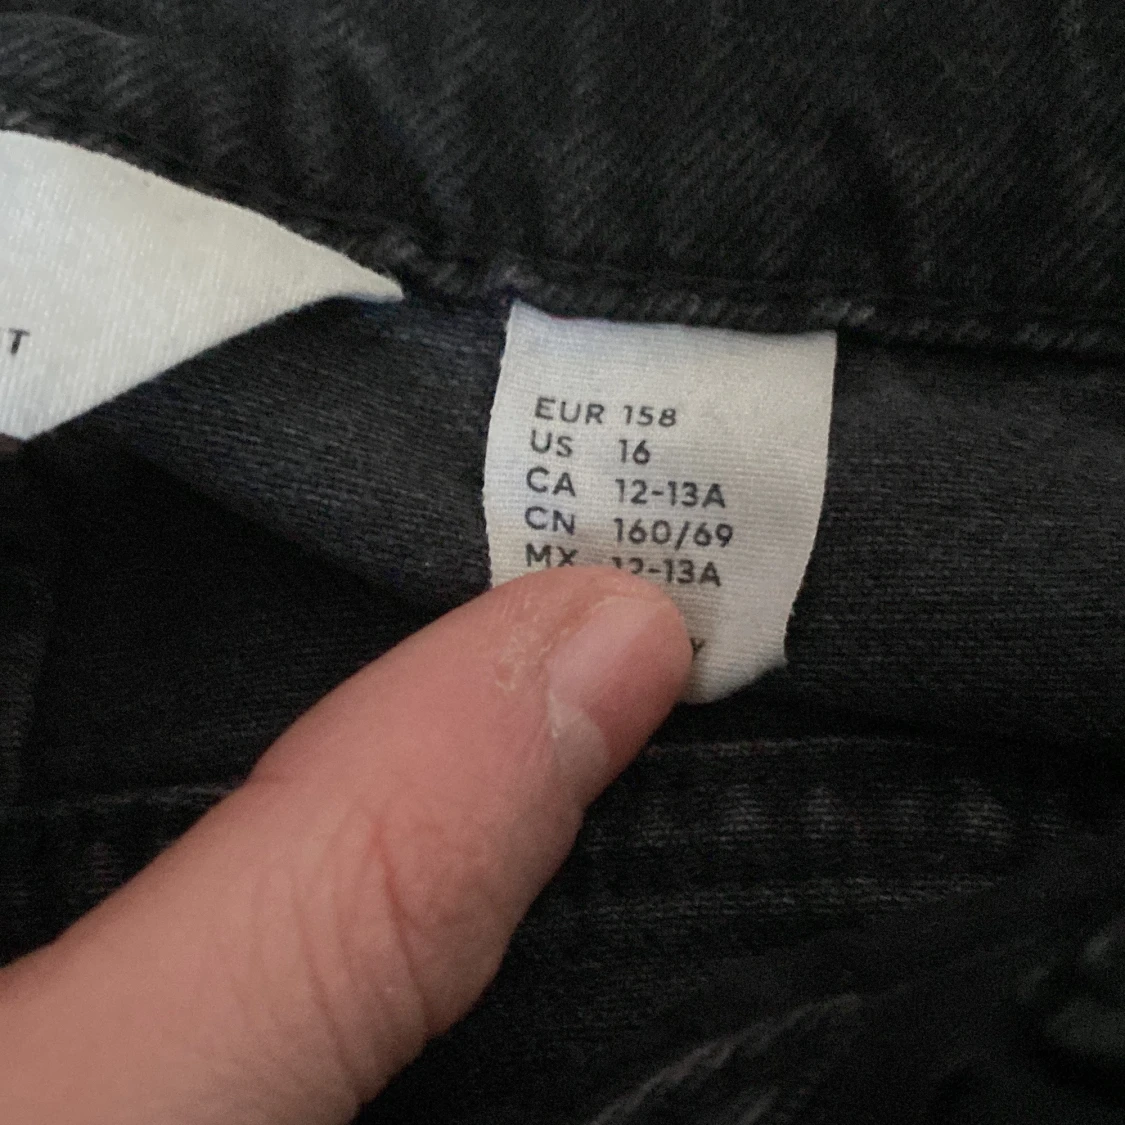 EUR 158
US 16
CA 12-13A
CN 160/69
MX 12-13A